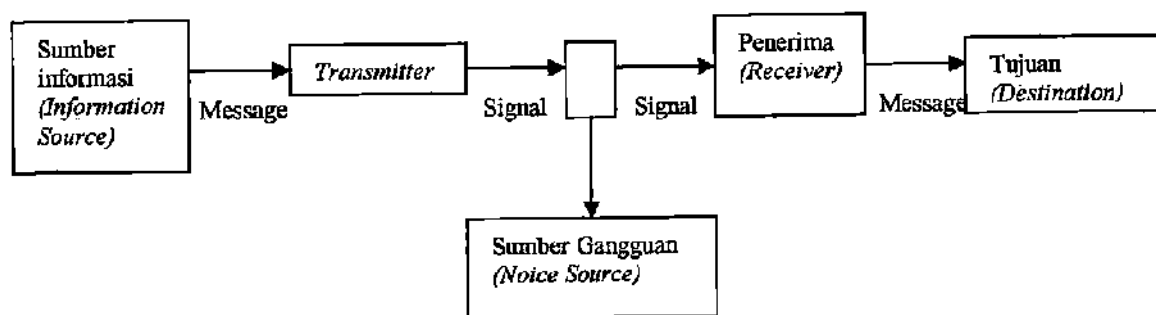 Sumber
informasi
(Information
Source)
Message
Transmitter
Signal
Signal
Penerima
(Receiver)
Message
Tujuan
(Destination)
Sumber Gangguan
(Noice Source)